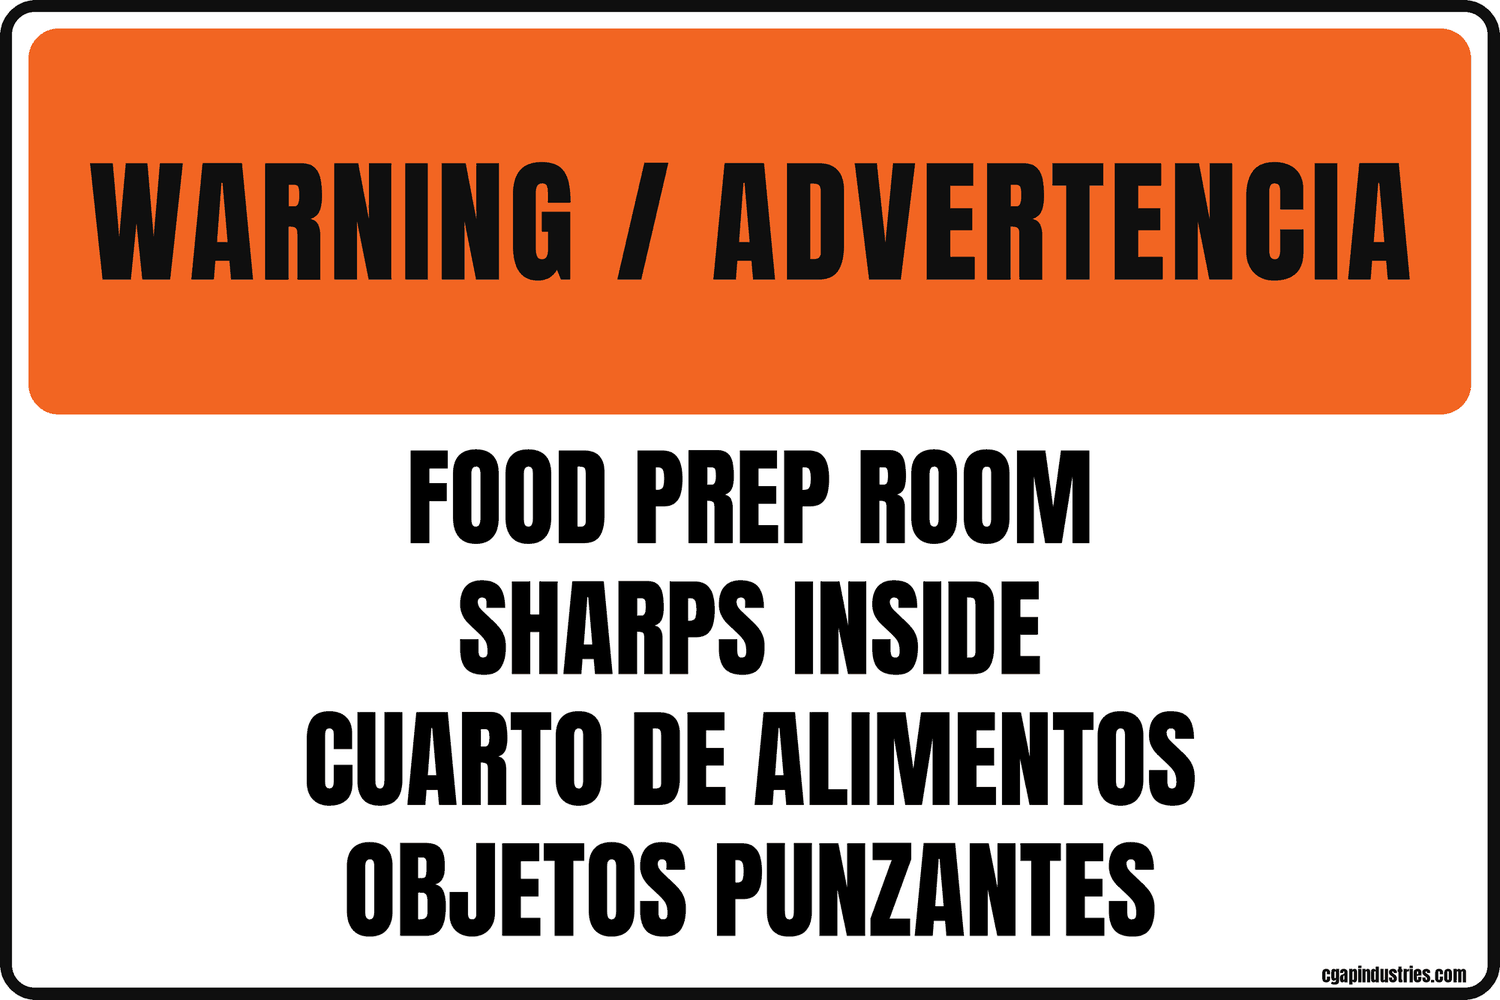 WARNING / ADVERTENCIA
FOOD PREP ROOM
SHARPS INSIDE
CUARTO DE ALIMENTOS
OBJETOS PUNZANTES
cgapindustries.com